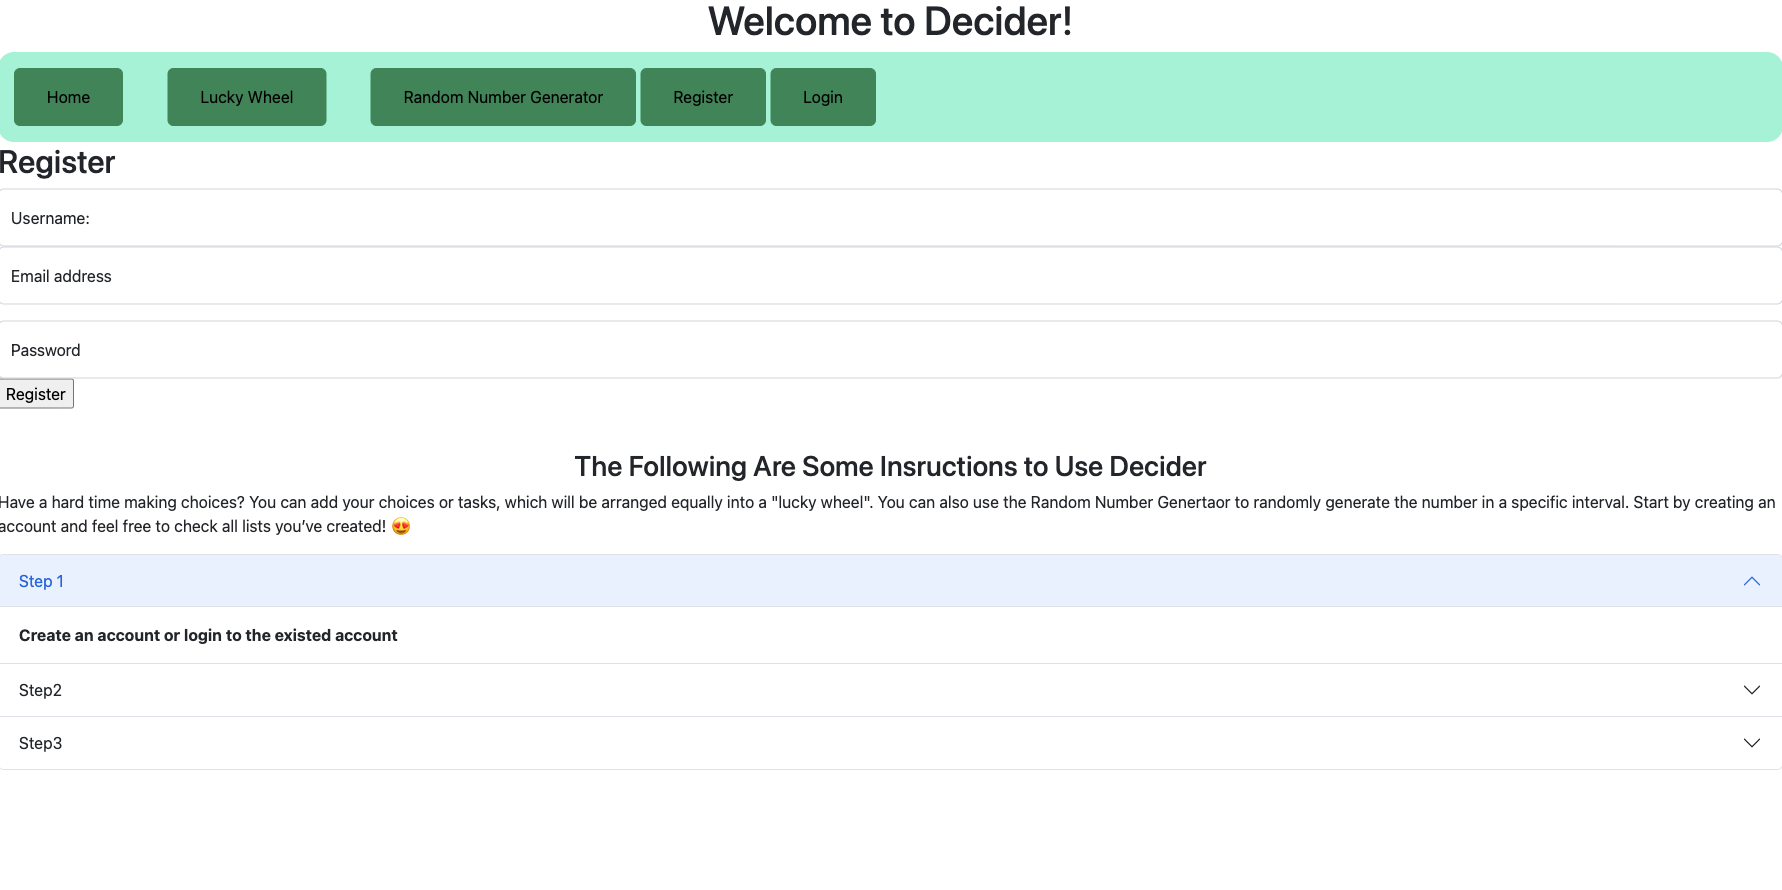 Welcome to Decider!
Home
Lucky Wheel
Random Number Generator
Register
Login
Register
Username:
Email address
Password
Register
The Following Are Some Insructions to Use Decider
Have a hard time making choices? You can add your choices or tasks, which will be arranged equally into a "lucky wheel". You can also use the Random Number Genertaor to randomly generate the number in a specific interval. Start by creating an
account and feel free to check all lists you’ve created! 😍
Step 1
Create an account or login to the existed account
Step2
Step3